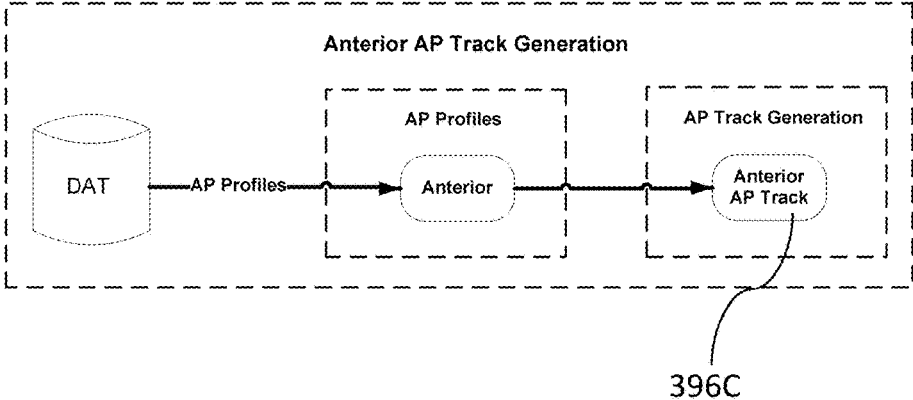 Anterior AP Track Generation
AP Profiles
AP Track Generation
DAT
AP Profiles
Anterior
Anterior
AP Track
396C